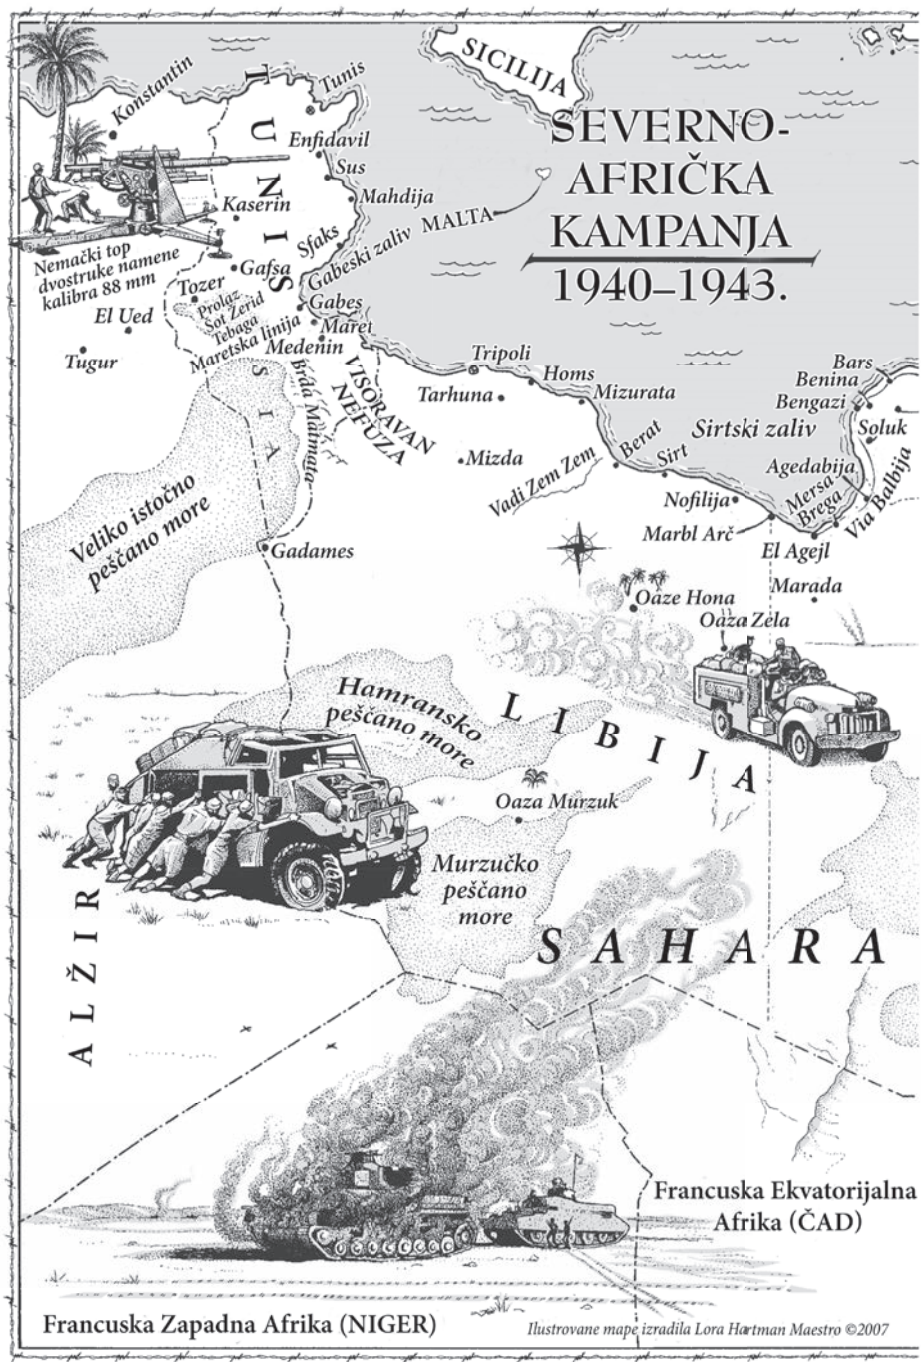 SICILIJA
SEVERNO-
AFRIČKA
KAMPANJA
1940–1943.
TUNIS
Konstantin
Tunis
Enfidavil
Sus
Mahdija
MALTA
Kaserin
Sfaks
Gabeski zaliv
Nemački top
dvostruke namene
kalibra 88 mm
Gafsa
Tozer
Gabes
El Ued
Prolaz
Šot Žerid
Tebaga
Maretska linija
Maret
Medenin
Tugur
SIA
Brda Matmata
VISORAVAN
NEFUZA
Tripoli
Homs
Tarhuna
Mizurata
Bars
Benina
Bengazi
Sirtski zaliv
Soluk
Mizda
Vadi Zem Zem
Berat
Sirt
Agedabija
Mersa
Brega
Via Balbija
Nofilija
Marbl Arč
El Agejl
Veliko istočno
peščano more
Gadames
Marada
Oaze Hona
Oaza Zela
Hamransko
peščano more
LIBIJA
Oaza Murzuk
Murzučko
peščano
more
ALŽIR
SAHARA
Francuska Ekvatorijalna
Afrika (ČAD)
Francuska Zapadna Afrika (NIGER)
Ilustrovane mape izradila Lora Hartman Maestro ©2007